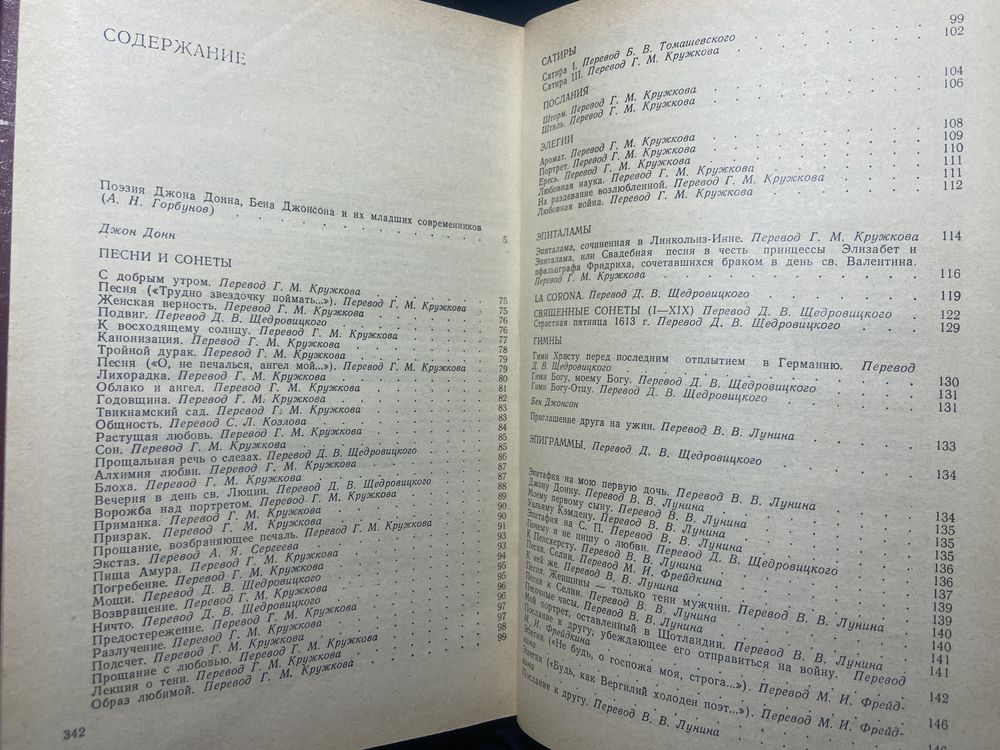 СОДЕРЖАНИЕ
Поэзия Джона Донна, Бена Джонсона и их младших современников
(А. Н. Горбунов) 5
Джон Донн
ПЕСНИ И СОНЕТЫ
С добрым утром. Перевод Г. М. Кружкова 75
Песня («Трудно звездочку поймать...»). Перевод Г. М. Кружкова 75
Женская верность. Перевод Г. М. Кружкова 76
Подвиг. Перевод Д. В. Щедровицкого 76
К восходящему солнцу. Перевод Г. М. Кружкова 77
Канонизация. Перевод Г. М. Кружкова 78
Тройной дурак. Перевод Г. М. Кружкова 79
Песня («О, не печалься, ангел мой...»). Перевод Г. М. Кружкова 79
Лихорадка. Перевод Г. М. Кружкова 80
Облако и ангел. Перевод Г. М. Кружкова 81
Годовщина. Перевод Г. М. Кружкова 82
Твикнамский сад. Перевод Г. М. Кружкова 83
Общность. Перевод С. Л. Козлова 83
Растущая любовь. Перевод Г. М. Кружкова 84
Сон. Перевод Г. М. Кружкова 85
Прощальная речь о слезах. Перевод Д. В. Щедровицкого 85
Алхимия любви. Перевод Г. М. Кружкова 86
Блоха. Перевод Г. М. Кружкова 87
Вечерня в день св. Люции. Перевод Д. В. Щедровицкого 87
Ворожба над портретом. Перевод Г. М. Кружкова 88
Приманка. Перевод Г. М. Кружкова 89
Призрак. Перевод Г. М. Кружкова 90
Прощание, возбраняющее печаль. Перевод Г. М. Кружкова 90
Экстаз. Перевод А. Я. Сергеева 91
Пища Амура. Перевод Г. М. Кружкова 93
Погребение. Перевод Г. М. Кружкова 93
Мощи. Перевод Д. В. Щедровицкого 94
Возвращение. Перевод Г. М. Кружкова 95
Ничто. Перевод Д. В. Щедровицкого 95
Предостережение. Перевод Г. М. Кружкова 96
Разлучение. Перевод Г. М. Кружкова 96
Подсчет. Перевод Г. М. Кружкова 97
Прощание с любовью. Перевод Г. М. Кружкова 97
Лекция о тени. Перевод Г. М. Кружкова 98
Образ любимой. Перевод Г. М. Кружкова 99
342
САТИРЫ
Сатира I. Перевод Б. В. Томашевского 99
Сатира III. Перевод Г. М. Кружкова 102
ПОСЛАНИЯ
Шторм. Перевод Г. М. Кружкова 104
Штиль. Перевод Г. М. Кружкова 106
ЭЛЕГИИ
Аромат. Перевод Г. М. Кружкова 108
Портрет. Перевод Г. М. Кружкова 109
Ересь. Перевод Г. М. Кружкова 110
Любовная наука. Перевод Г. М. Кружкова 111
На раздевание возлюбленной. Перевод Г. М. Кружкова 111
Любовная война. Перевод Г. М. Кружкова 112
ЭПИТАЛАМЫ
Эпиталама, сочиненная в Линкольнз-Инне. Перевод Г. М. Кружкова 114
Эпиталама, или Свадебная песня в честь принцессы Элизабет и
пфальцграфа Фридриха, сочетавшихся браком в день св. Валентина.
Перевод Г. М. Кружкова 116
LA CORONA. Перевод Д. В. Щедровицкого 119
СВЯЩЕННЫЕ СОНЕТЫ (I—XIX) Перевод Д. В. Щедровицкого 122
Страстная пятница 1613 г. Перевод Д. В. Щедровицкого 129
ГИМНЫ
Гимн Христу перед последним отплытием в Германию. Перевод
Д. В. Щедровицкого 130
Гимн Богу, моему Богу. Перевод Д. В. Щедровицкого 131
Гимн Богу-Отцу. Перевод Д. В. Щедровицкого 131
Бен Джонсон
Приглашение друга на ужин. Перевод В. В. Лунина 133
ЭПИГРАММЫ, Перевод Д. В. Щедровицкого 134
Эпитафия на мою первую дочь. Перевод В. В. Лунина 134
Джону Донну. Перевод В. В. Лунина 135
Моему первому сыну. Перевод В. В. Лунина 135
Уильяму Кэмдену. Перевод В. В. Лунина 135
Эпитафия на С. П. Перевод В. В. Лунина 136
Почему я не пишу о любви. Перевод Д. В. Щедровицкого 136
К Пенсхерсту. Перевод В. В. Лунина 137
Песня. Селии. Перевод М. И. Фрейдкина 139
К ней же. Перевод В. В. Лунина 139
Песня. Женщины — только тени мужчин. Перевод В. В. Лунина 140
Песня к Селии. Перевод В. В. Лунина 140
Песочные часы. Перевод В. В. Лунина 141
Мой портрет, оставленный в Шотландии. Перевод В. В. Лунина 141
Послание к другу, убеждающее его отправиться на войну. Перевод
М. И. Фрейдкина 142
Элегия («Не будь, о госпожа моя, строга...»). Перевод М. И. Фрейд-
кина 146
Элегия («Будь, как Вергилий холоден поэт...»). Перевод М. И. Фрейд-
кина 146
Послание к другу. Перевод В. В. Лунина